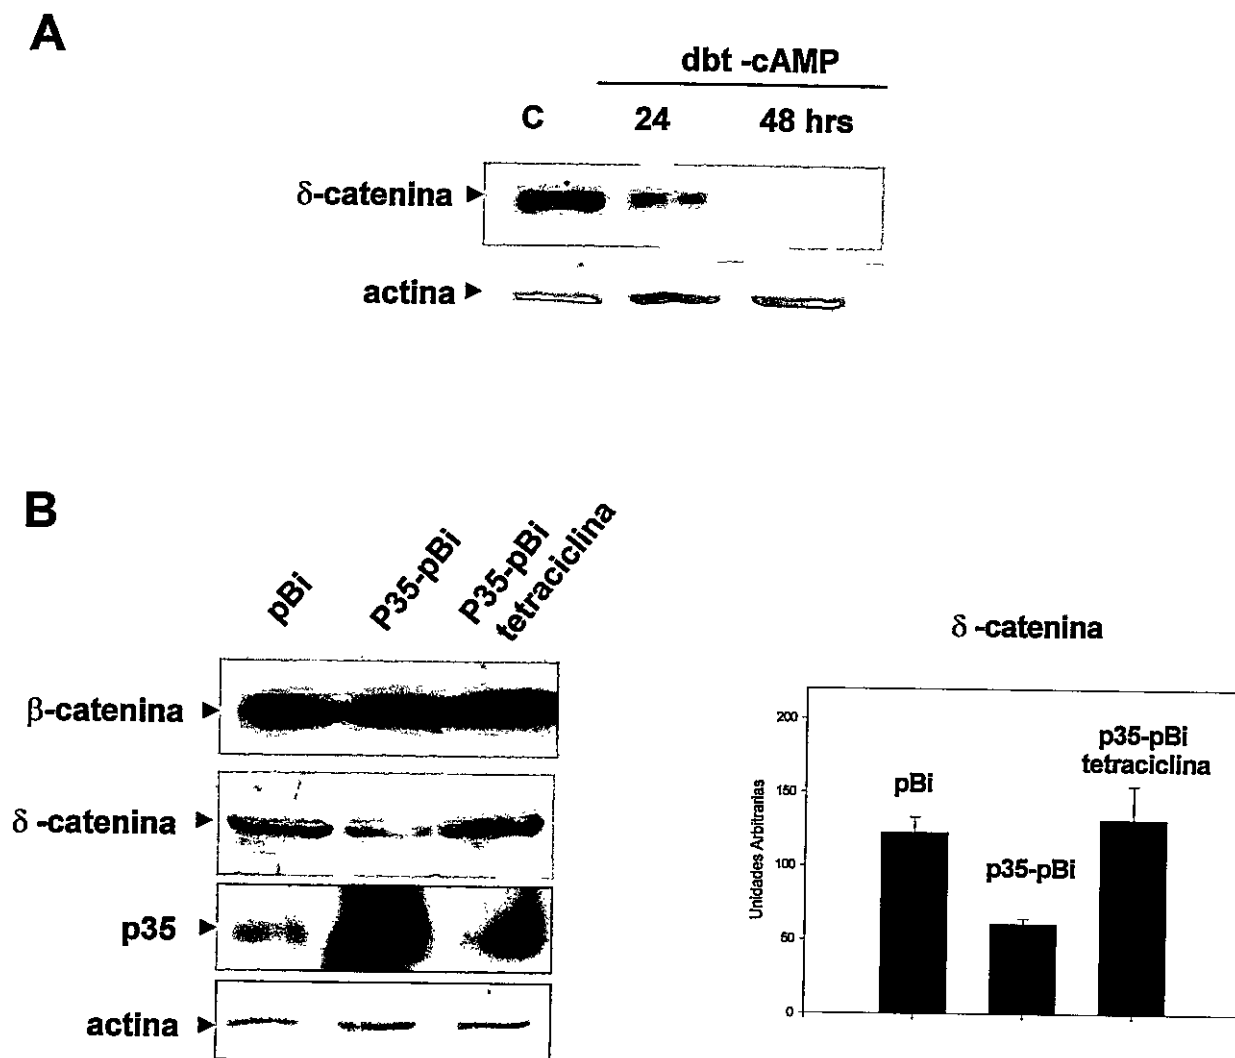 A
dbt -cAMP
C 24 48 hrs
δ-catenina
actina
B
pBi
P35-pBi
P35-pBi
tetraciclina
β-catenina
δ -catenina
p35
actina
δ -catenina
Unidades Arbitrarias
200
150
100
50
0
pBi
p35-pBi
p35-pBi
tetraciclina